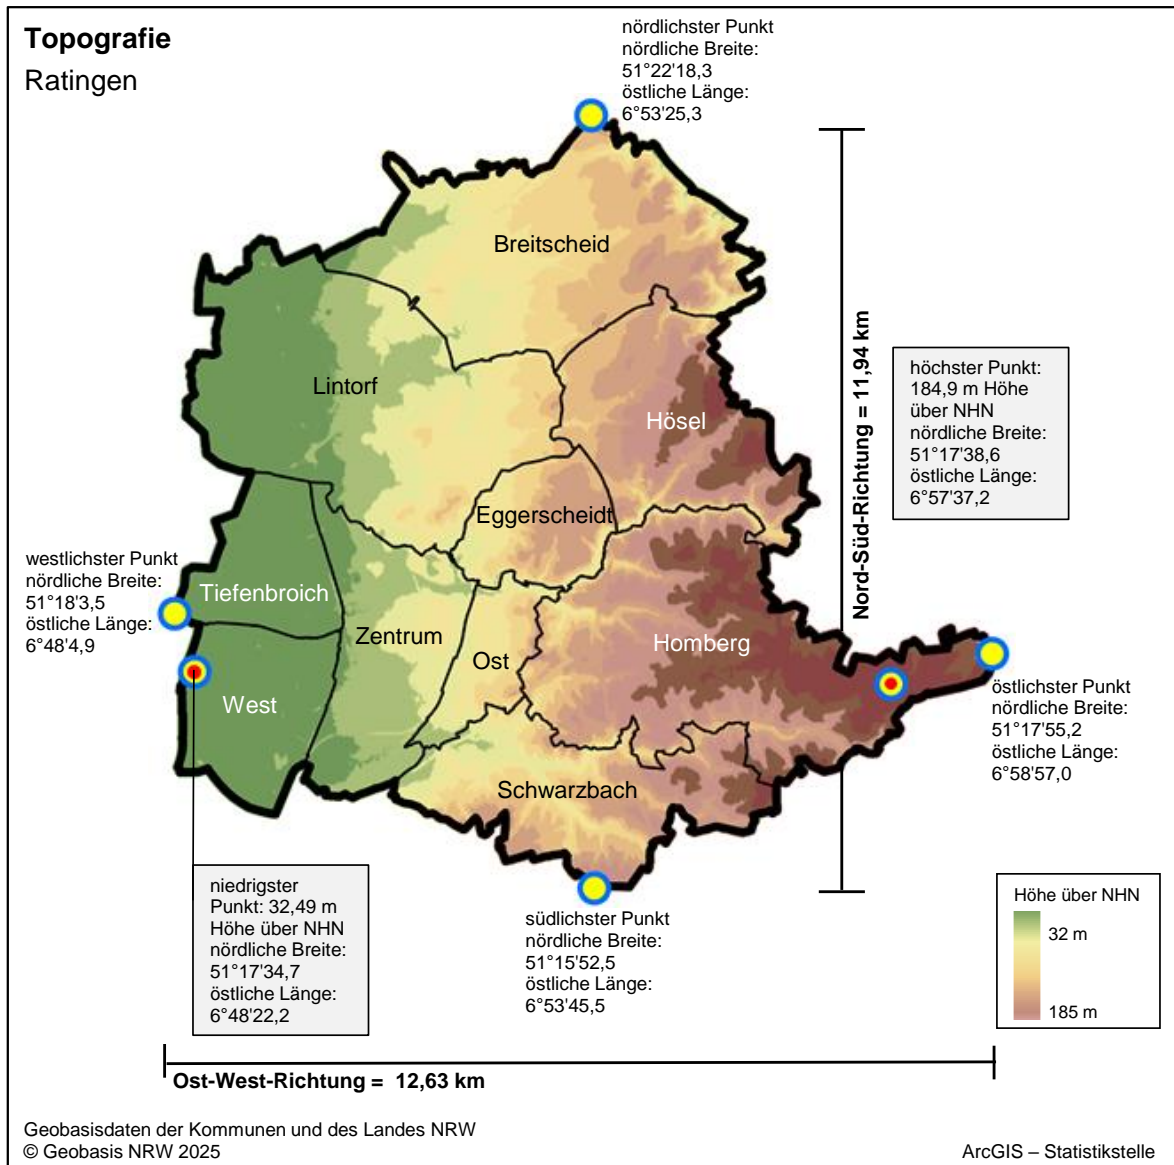 Topografie
Ratingen
nördlichster Punkt
nördliche Breite:
51°22'18,3
östliche Länge:
6°53'25,3
Breitscheid
Lintorf
Hösel
Eggerscheidt
Tiefenbroich
Zentrum
Ost
Homberg
West
Schwarzbach
Nord-Süd-Richtung = 11,94 km
höchster Punkt:
184,9 m Höhe
über NHN
nördliche Breite:
51°17'38,6
östliche Länge:
6°57'37,2
westlichster Punkt
nördliche Breite:
51°18'3,5
östliche Länge:
6°48'4,9
östlichster Punkt
nördliche Breite:
51°17'55,2
östliche Länge:
6°58'57,0
niedrigster
Punkt: 32,49 m
Höhe über NHN
nördliche Breite:
51°17'34,7
östliche Länge:
6°48'22,2
südlichster Punkt
nördliche Breite:
51°15'52,5
östliche Länge:
6°53'45,5
Höhe über NHN
32 m
185 m
Ost-West-Richtung = 12,63 km
Geobasisdaten der Kommunen und des Landes NRW
© Geobasis NRW 2025
ArcGIS – Statistikstelle